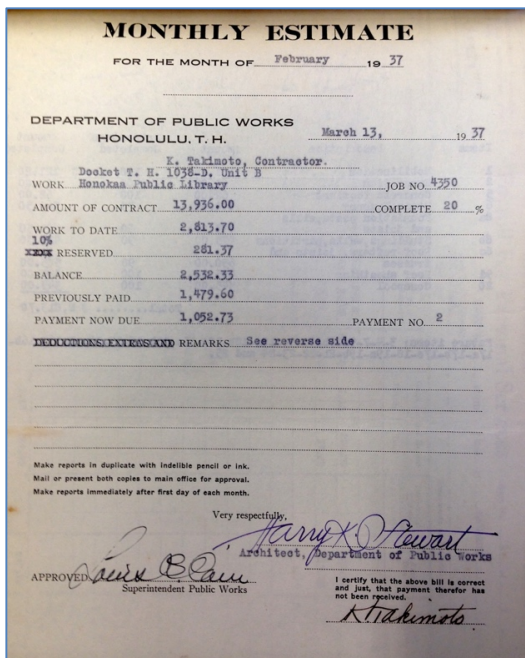 MONTHLY ESTIMATE
FOR THE MONTH OF February 19 37
DEPARTMENT OF PUBLIC WORKS
HONOLULU, T. H. March 13, 19 37
K. Takimoto, Contractor.
Docket T. H. 1038-D. Unit B
WORK Honokaa Public Library JOB NO. 4350
AMOUNT OF CONTRACT 13,936.00 COMPLETE 20 %
WORK TO DATE 2,813.70
10%
RESERVED 281.37
BALANCE 2,532.33
PREVIOUSLY PAID 1,479.60
PAYMENT NOW DUE 1,052.73 PAYMENT NO. 2
DEDUCTIONS, EXTRAS AND REMARKS See reverse side
Make reports in duplicate with indelible pencil or ink.
Mail or present both copies to main office for approval.
Make reports immediately after first day of each month.
Very respectfully,
Harry K. Stewart
Architect, Department of Public Works
APPROVED Louis
Superintendent Public Works
I certify that the above bill is correct
and just, that payment therefor has
not been received.
K Takimoto